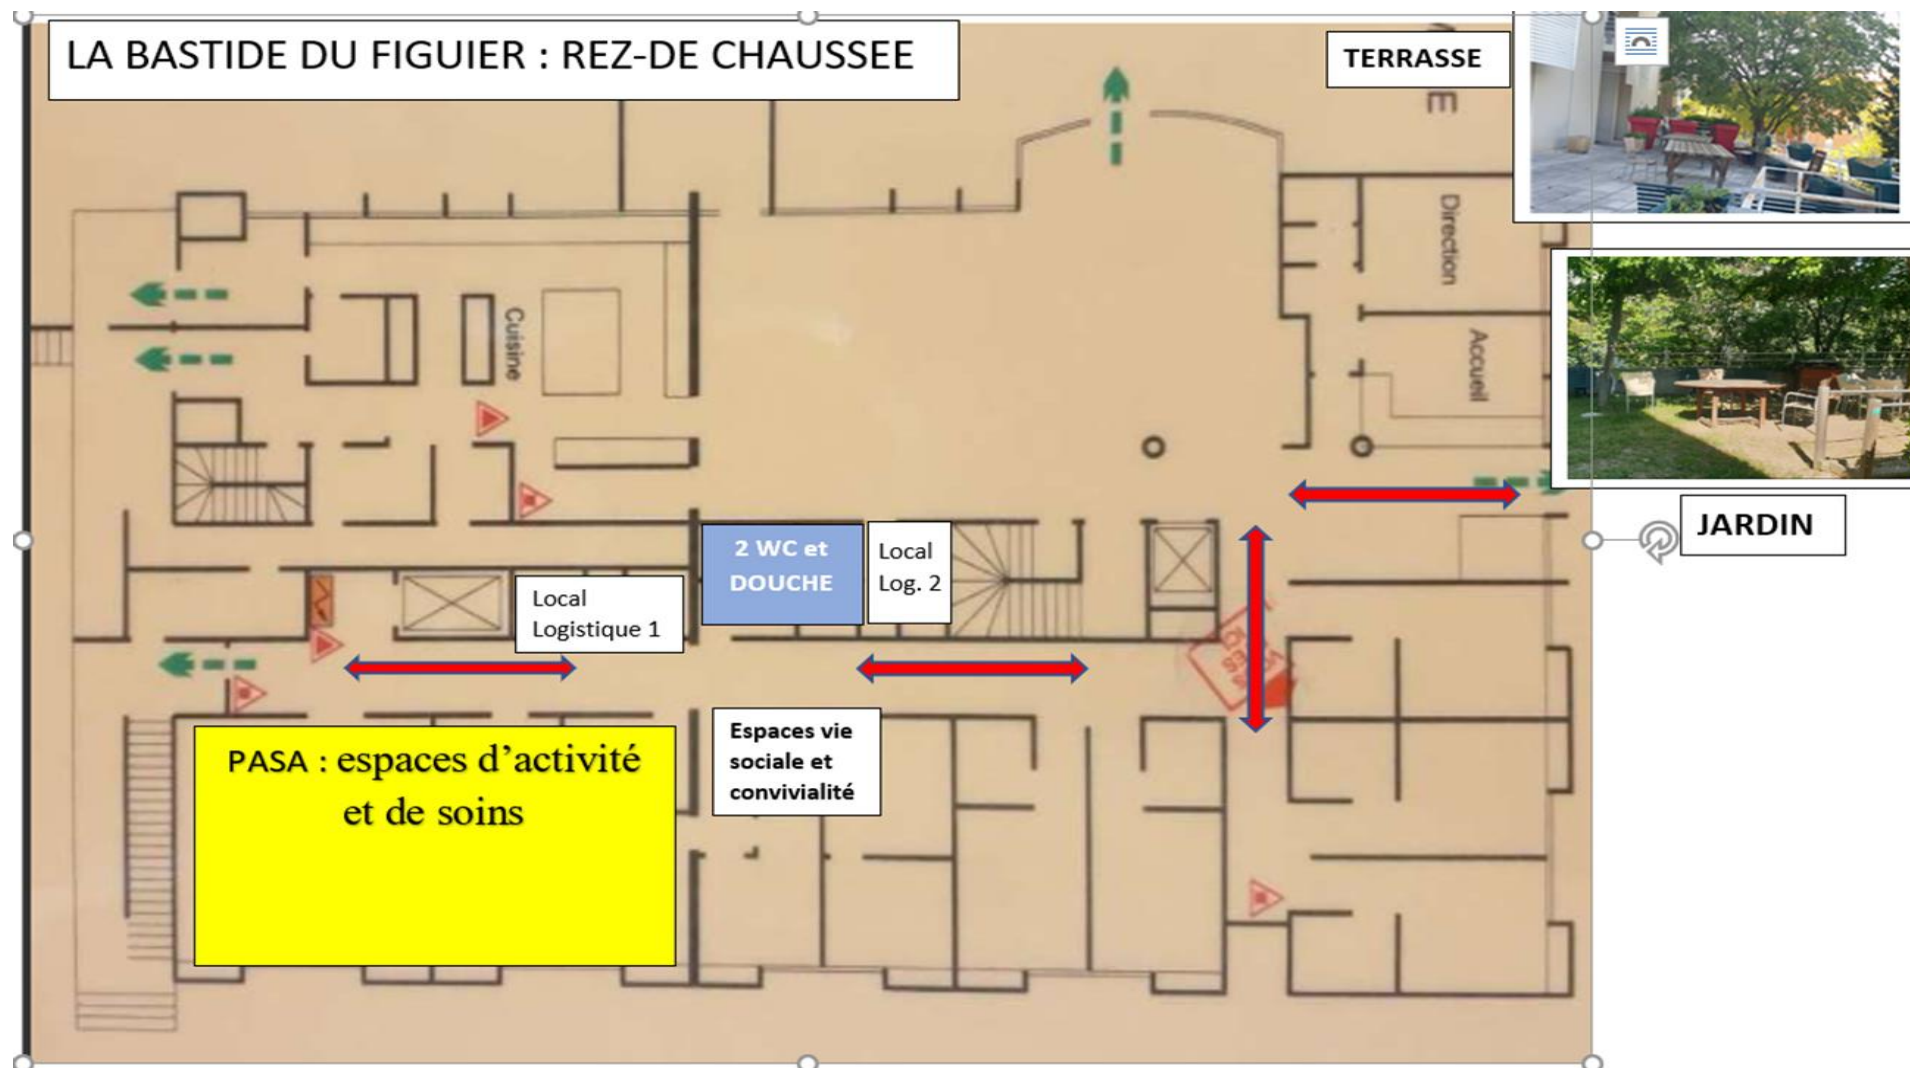 LA BASTIDE DU FIGUIER : REZ-DE CHAUSSEE
TERRASSE
E
Direction
Cuisine
Accueil
JARDIN
2 WC et
DOUCHE
Local
Log. 2
Local
Logistique 1
Espaces vie
sociale et
convivialité
PASA : espaces d’activité
et de soins